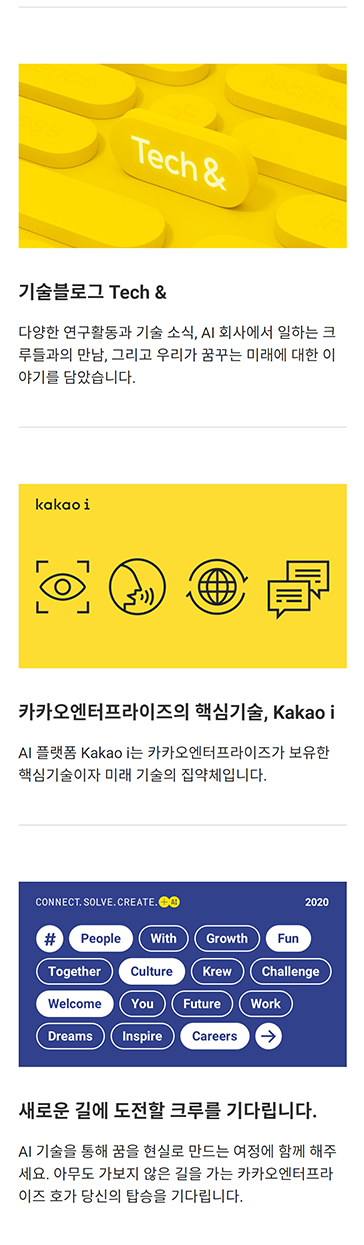 Tech &
기술블로그 Tech &
다양한 연구활동과 기술 소식, AI 회사에서 일하는 크
루들과의 만남, 그리고 우리가 꿈꾸는 미래에 대한 이
야기를 담았습니다.
kakao i
카카오엔터프라이즈의 핵심기술, Kakao i
AI 플랫폼 Kakao i는 카카오엔터프라이즈가 보유한
핵심기술이자 미래 기술의 집약체입니다.
CONNECT.SOLVE.CREATE. + AI 2020
# People With Growth Fun
Together Culture Krew Challenge
Welcome You Future Work
Dreams Inspire Careers →
새로운 길에 도전할 크루를 기다립니다.
AI 기술을 통해 꿈을 현실로 만드는 여정에 함께 해주
세요. 아무도 가보지 않은 길을 가는 카카오엔터프라
이즈 호가 당신의 탑승을 기다립니다.